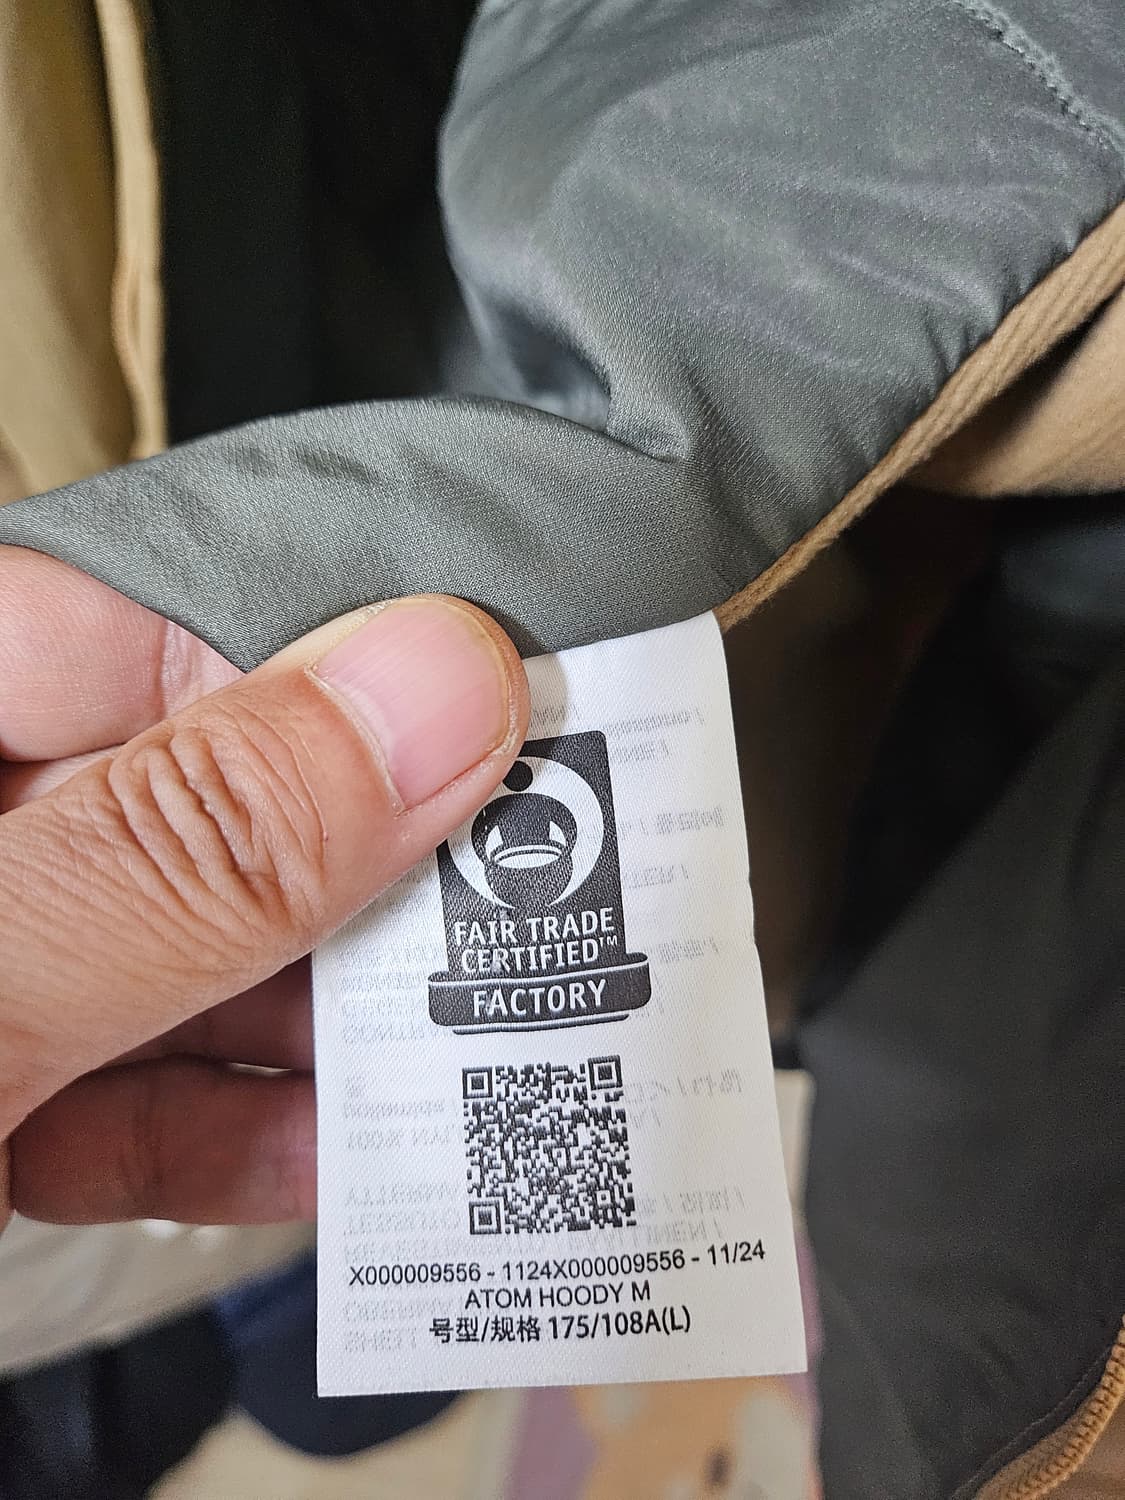 FAIR TRADE
CERTIFIED™
FACTORY
X000009556 - 1124X000009556 - 11/24
ATOM HOODY M
号型/规格 175/108A(L)